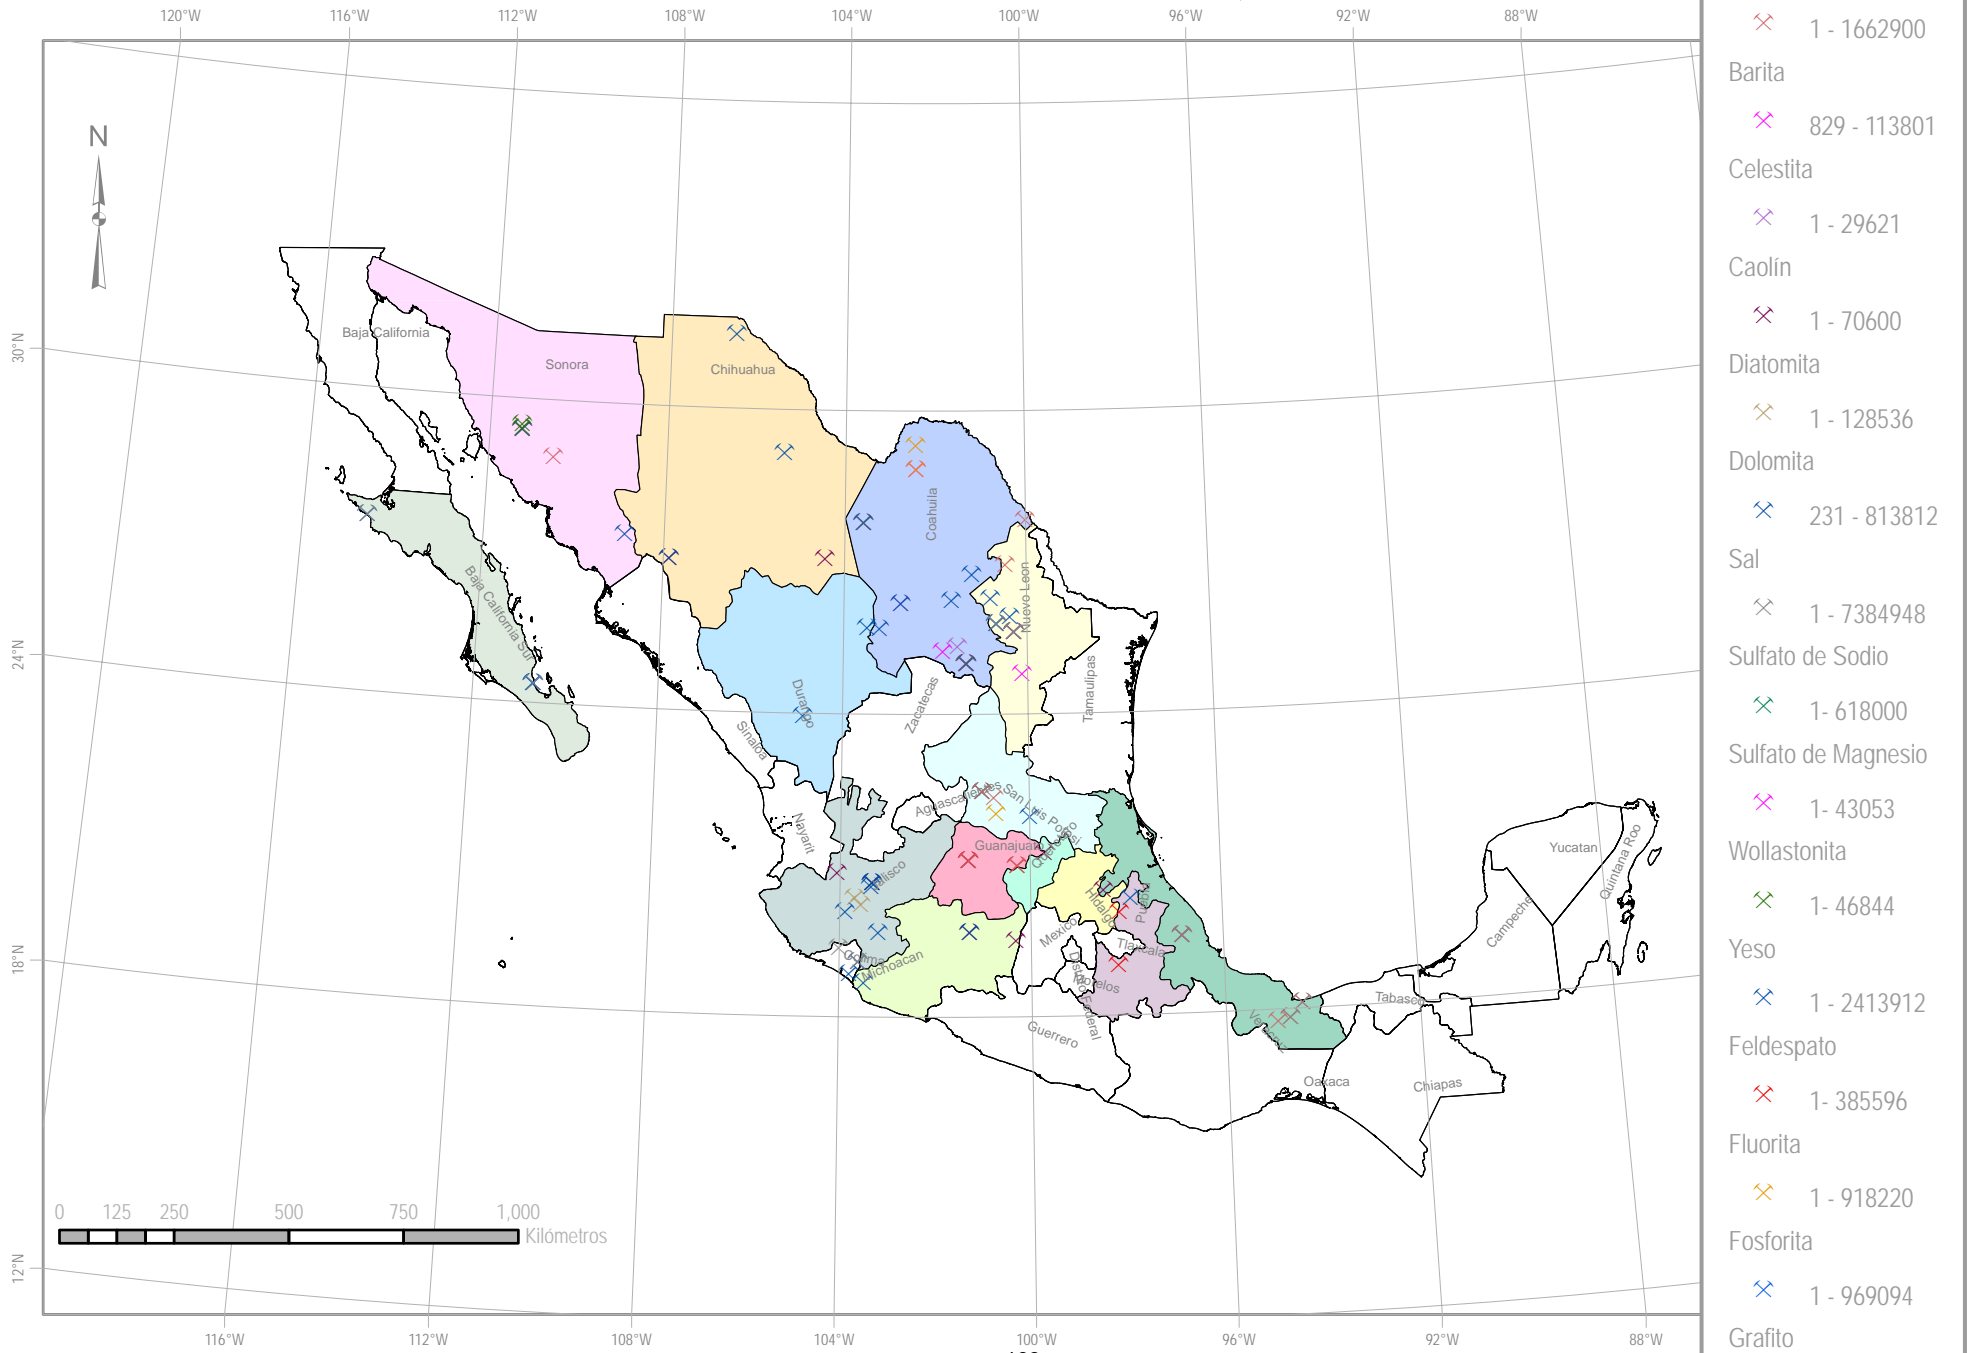 120°W 116°W 112°W 108°W 104°W 100°W 96°W 92°W 88°W
N
30°N
24°N
18°N
12°N
Baja California
Sonora
Chihuahua
Coahuila
Nuevo Leon
Tamaulipas
Baja California Sur
Durango
Sinaloa
Zacatecas
Nayarit
Aguascalientes
San Luis Potosi
Guanajuato
Queretaro
Jalisco
Hidalgo
Puebla
Mexico
Tlaxcala
Colima
Michoacan
Morelos
Distrito Federal
Guerrero
Veracruz
Oaxaca
Tabasco
Chiapas
Campeche
Yucatan
Quintana Roo
0 125 250 500 750 1,000
Kilómetros
116°W 112°W 108°W 104°W 100°W 96°W 92°W 88°W
1 - 1662900
Barita
829 - 113801
Celestita
1 - 29621
Caolín
1 - 70600
Diatomita
1 - 128536
Dolomita
231 - 813812
Sal
1 - 7384948
Sulfato de Sodio
1- 618000
Sulfato de Magnesio
1- 43053
Wollastonita
1- 46844
Yeso
1 - 2413912
Feldespato
1- 385596
Fluorita
1 - 918220
Fosforita
1 - 969094
Grafito